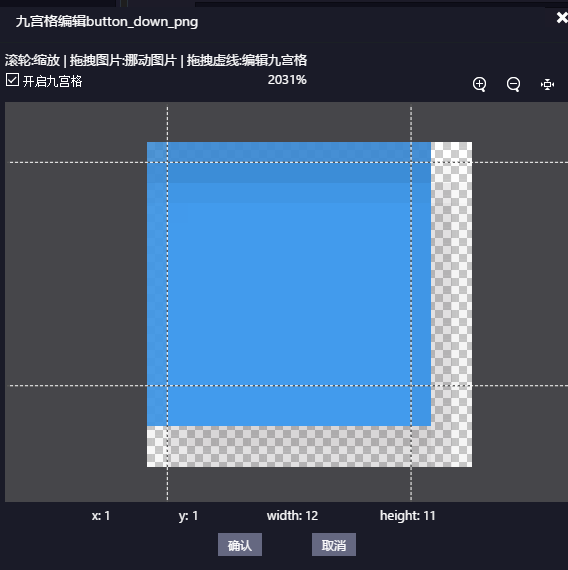 九宫格编辑button_down_png
滚轮:缩放 | 拖拽图片:挪动图片 | 拖拽虚线:编辑九宫格
开启九宫格 2031%
x: 1 y: 1 width: 12 height: 11
确认 取消